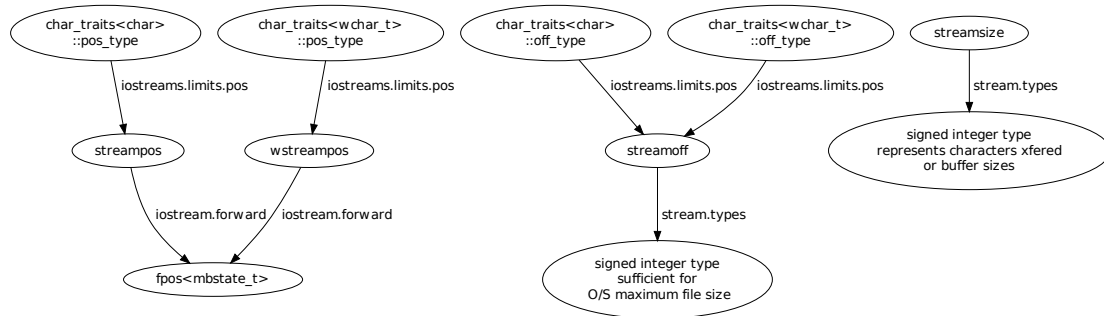 char_traits<char>
::pos_type
char_traits<wchar_t>
::pos_type
char_traits<char>
::off_type
char_traits<wchar_t>
::off_type
streamsize
iostreams.limits.pos
iostreams.limits.pos
iostreams.limits.pos
iostreams.limits.pos
stream.types
streampos
wstreampos
streamoff
signed integer type
represents characters xfered
or buffer sizes
iostream.forward
iostream.forward
stream.types
fpos<mbstate_t>
signed integer type
sufficient for
O/S maximum file size